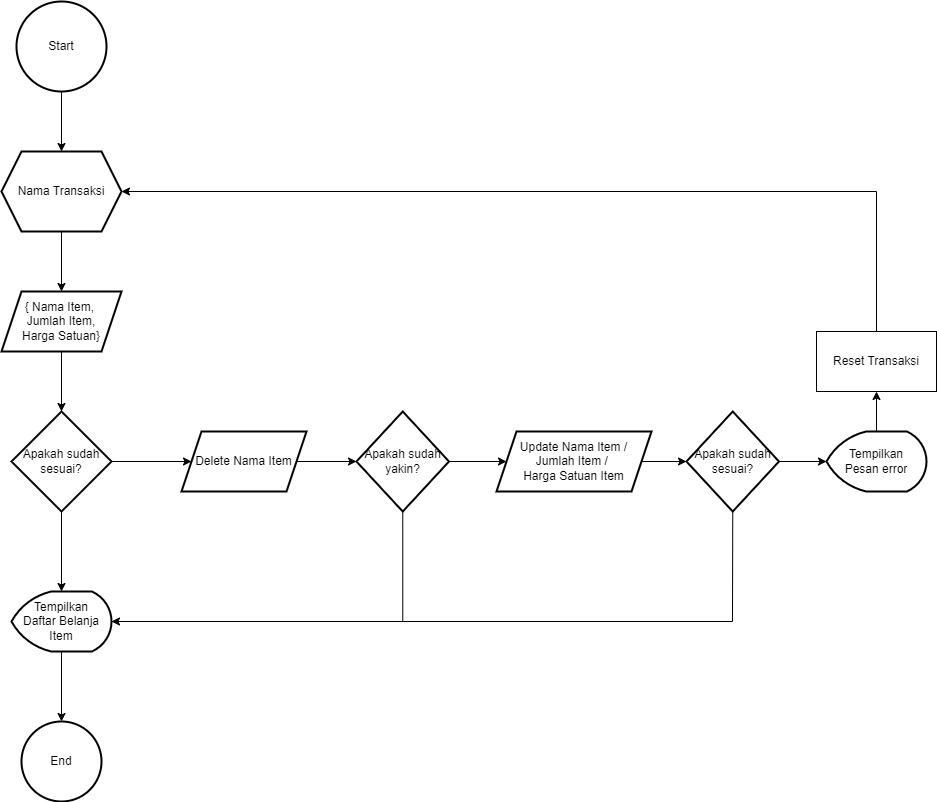 Start
Nama Transaksi
{ Nama Item,
Jumlah Item,
Harga Satuan}
Reset Transaksi
Apakah sudah
sesuai?
Delete Nama Item
Apakah sudah
yakin?
Update Nama Item /
Jumlah Item /
Harga Satuan Item
Apakah sudah
sesuai?
Tempilkan
Pesan error
Tempilkan
Daftar Belanja
Item
End